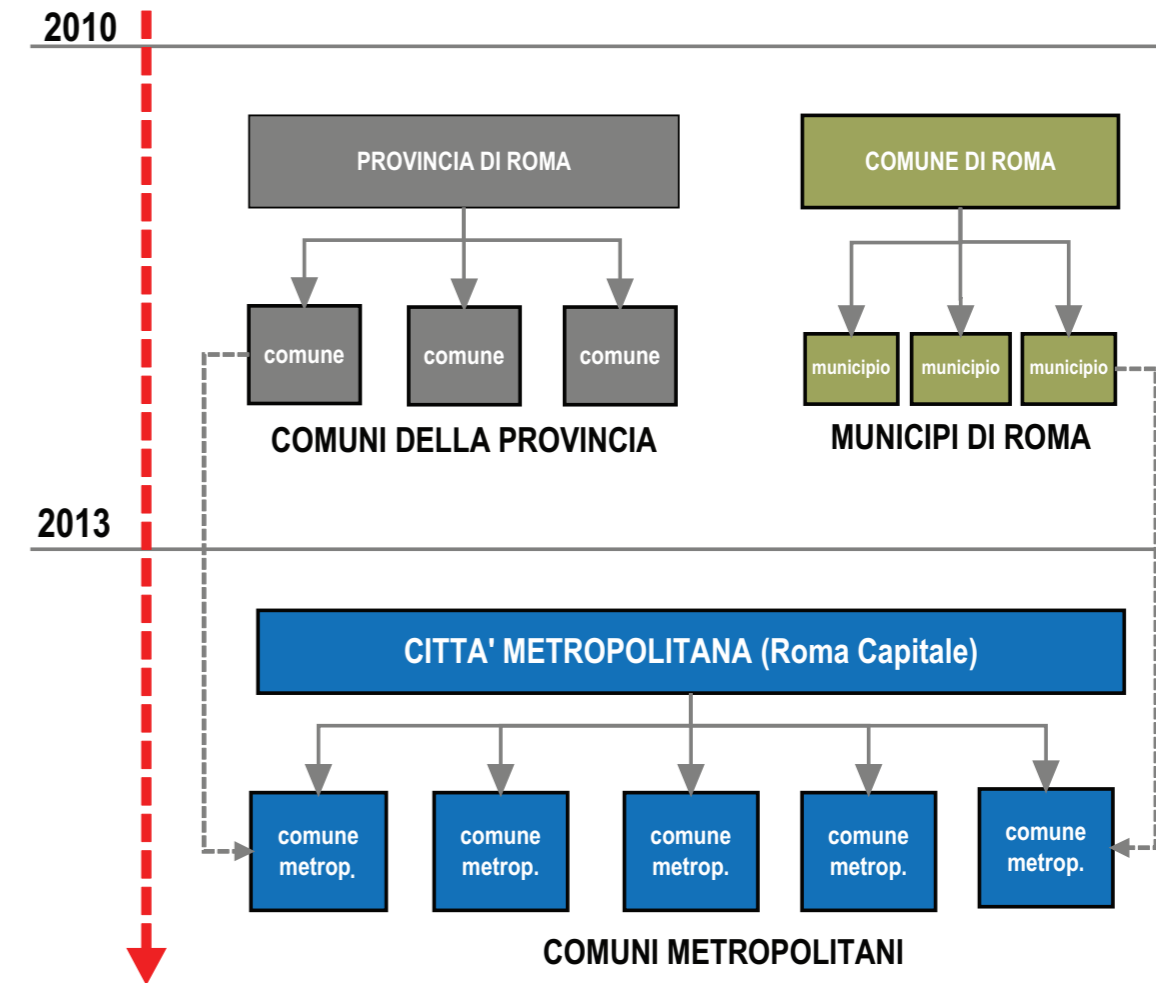 2010
PROVINCIA DI ROMA
COMUNE DI ROMA
comune
comune
comune
municipio
municipio
municipio
COMUNI DELLA PROVINCIA
MUNICIPI DI ROMA
2013
CITTA' METROPOLITANA (Roma Capitale)
comune
metrop.
comune
metrop.
comune
metrop.
comune
metrop.
comune
metrop.
COMUNI METROPOLITANI